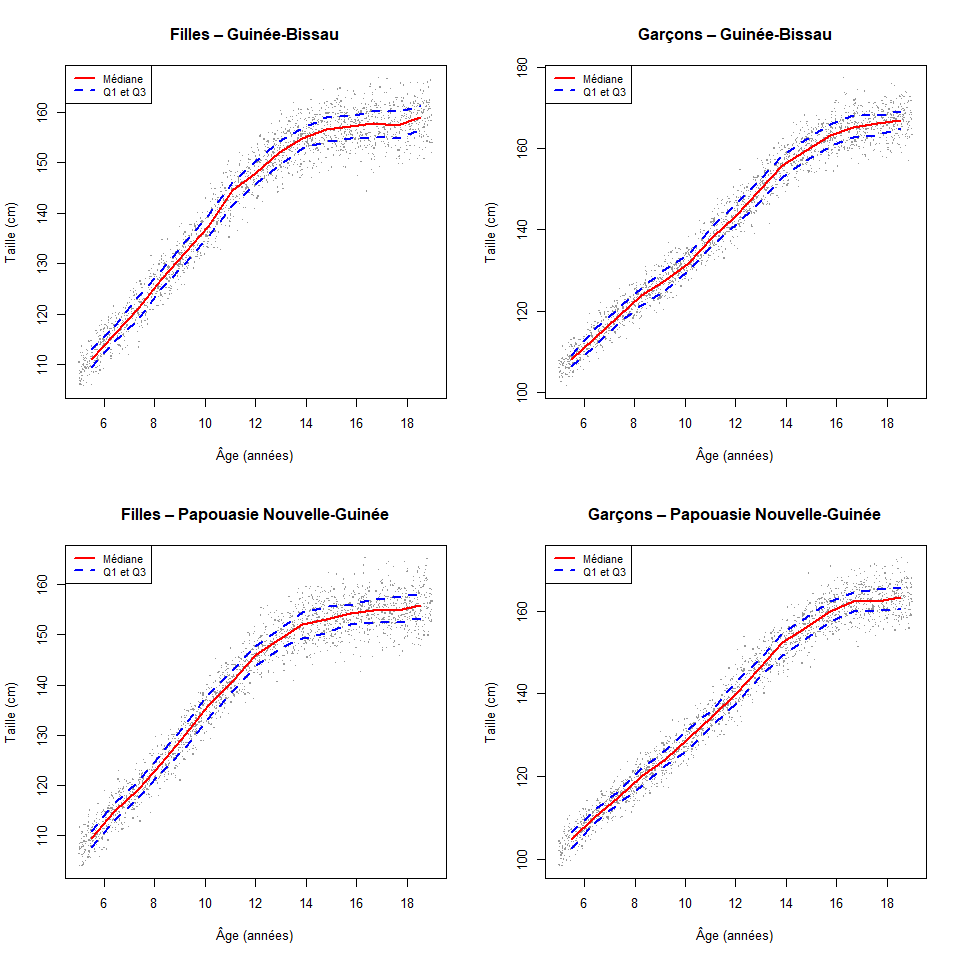 Filles – Guinée-Bissau
Médiane
Q1 et Q3
Taille (cm)
160
150
140
130
120
110
6 8 10 12 14 16 18
Âge (années)
Garçons – Guinée-Bissau
Médiane
Q1 et Q3
Taille (cm)
180
160
140
120
100
6 8 10 12 14 16 18
Âge (années)
Filles – Papouasie Nouvelle-Guinée
Médiane
Q1 et Q3
Taille (cm)
160
150
140
130
120
110
6 8 10 12 14 16 18
Âge (années)
Garçons – Papouasie Nouvelle-Guinée
Médiane
Q1 et Q3
Taille (cm)
160
140
120
100
6 8 10 12 14 16 18
Âge (années)